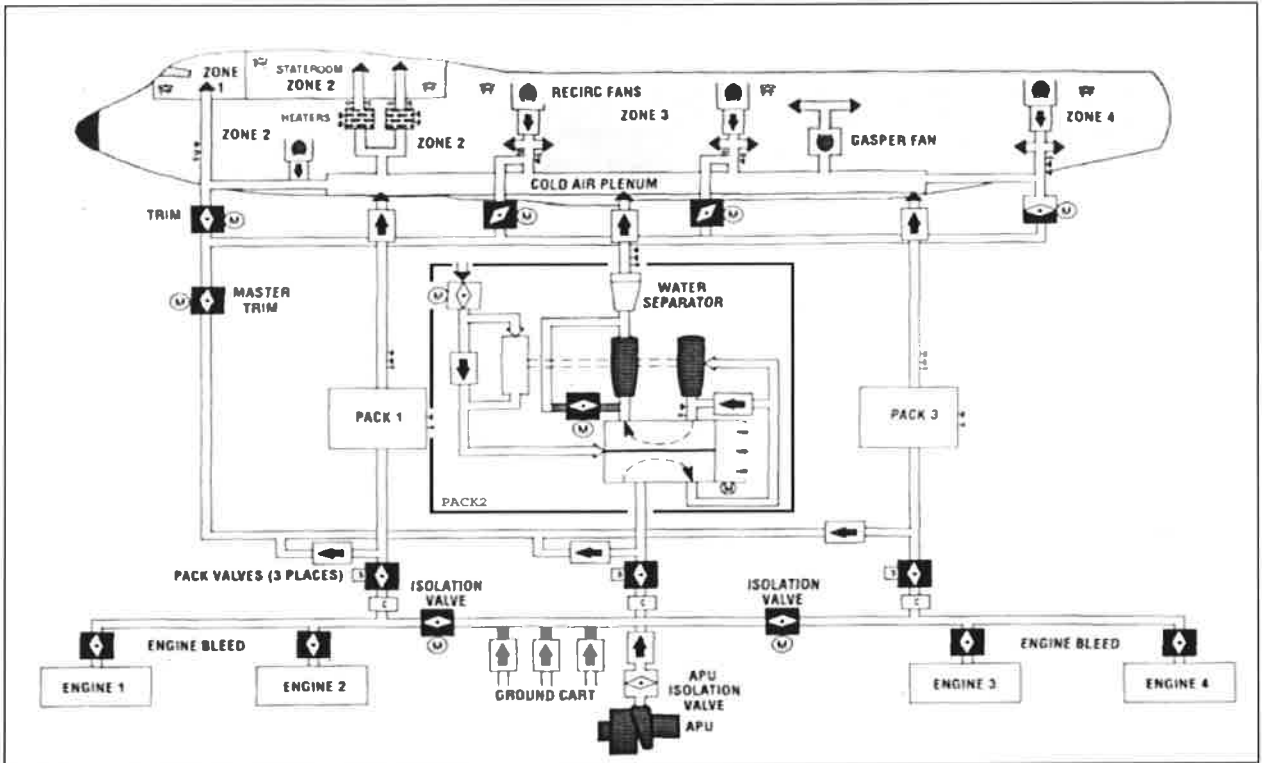 ZONE
1
STATEROOM
ZONE 2
HEATERS
ZONE 2
ZONE 2
RECIRC FANS
ZONE 3
ZONE 4
GASPER FAN
COLD AIR PLENUM
TRIM
M
M
M
M
MASTER
TRIM
M
M
WATER
SEPARATOR
PACK 1
M
PACK 3
M
PACK2
PACK VALVES (3 PLACES)
S
S
S
ISOLATION
VALVE
ISOLATION
VALVE
C
C
C
M
M
ENGINE BLEED
ENGINE BLEED
ENGINE 1
ENGINE 2
GROUND CART
APU
ISOLATION
VALVE
APU
ENGINE 3
ENGINE 4